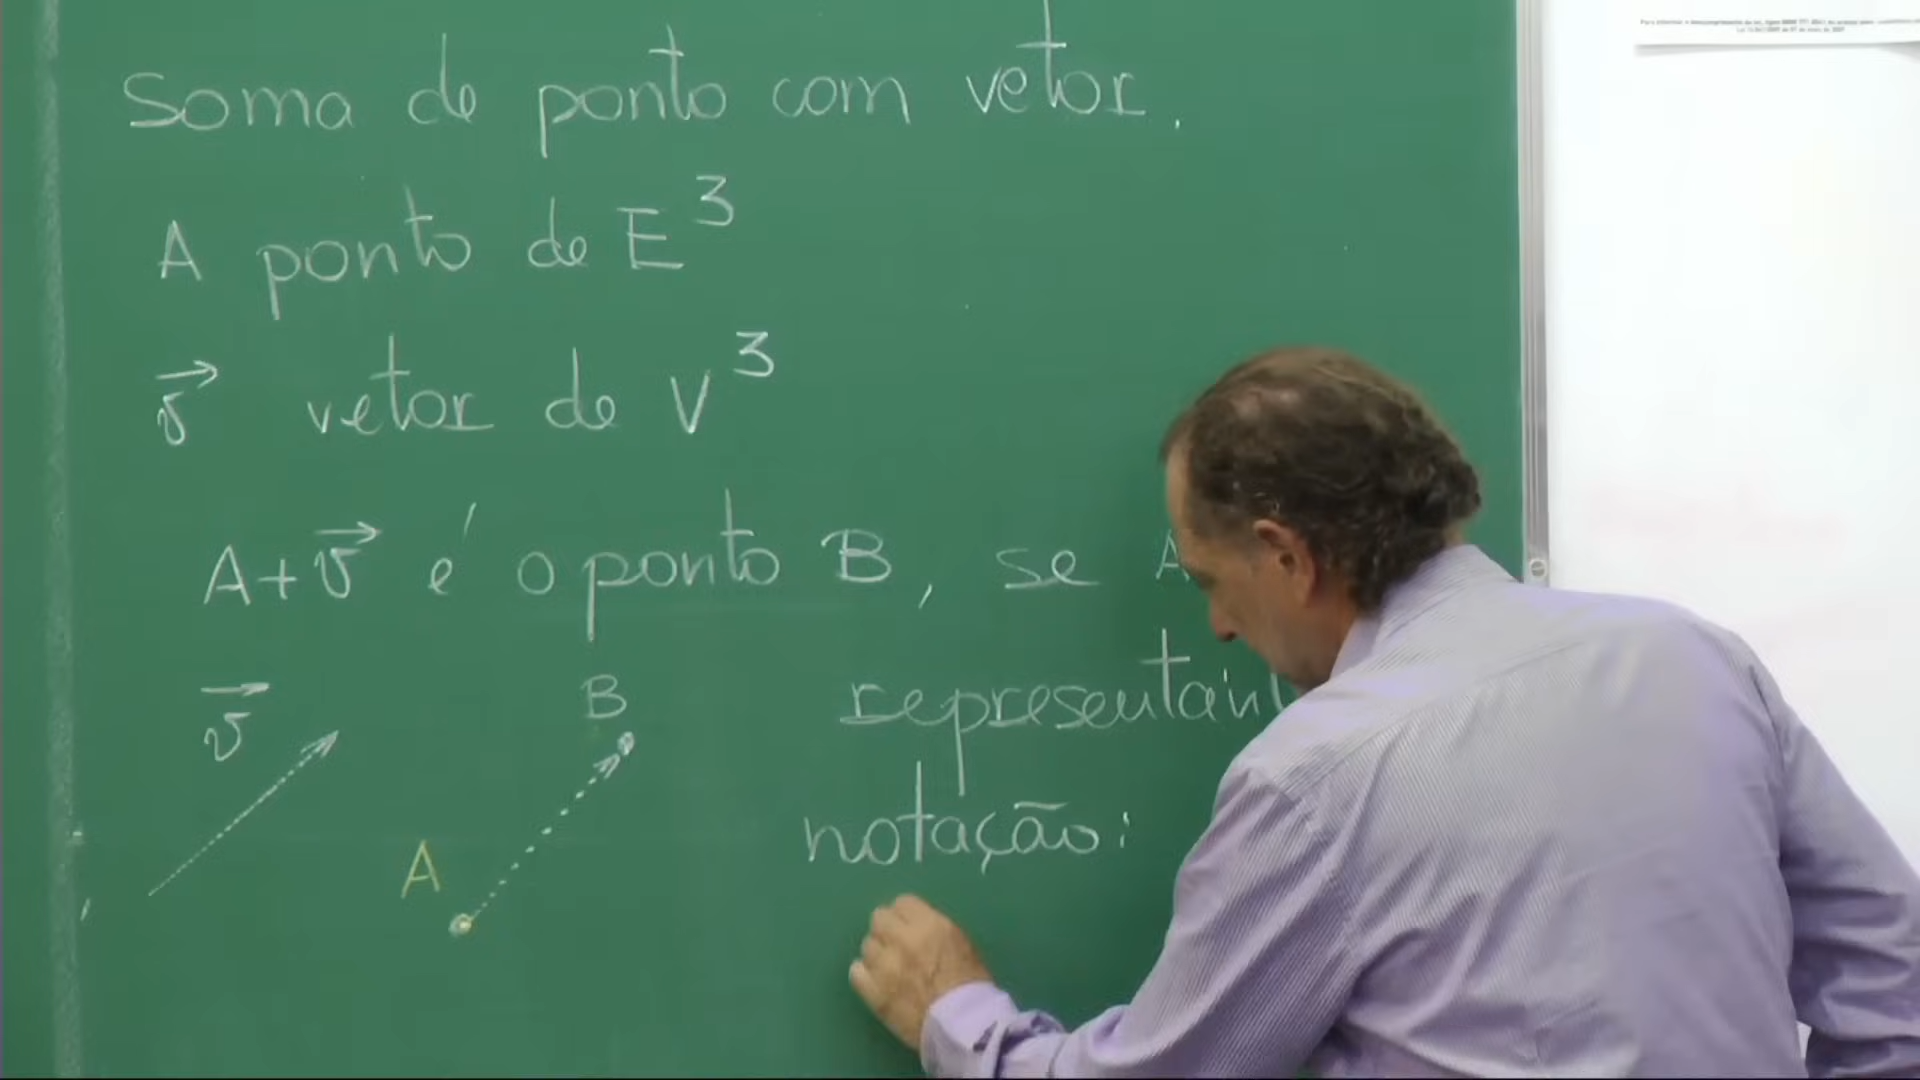 Soma de ponto com vetor.
A ponto de E³
v⃗ vetor de V³
A+v⃗ é o ponto B, se A
representan
v⃗
B
A
notação: